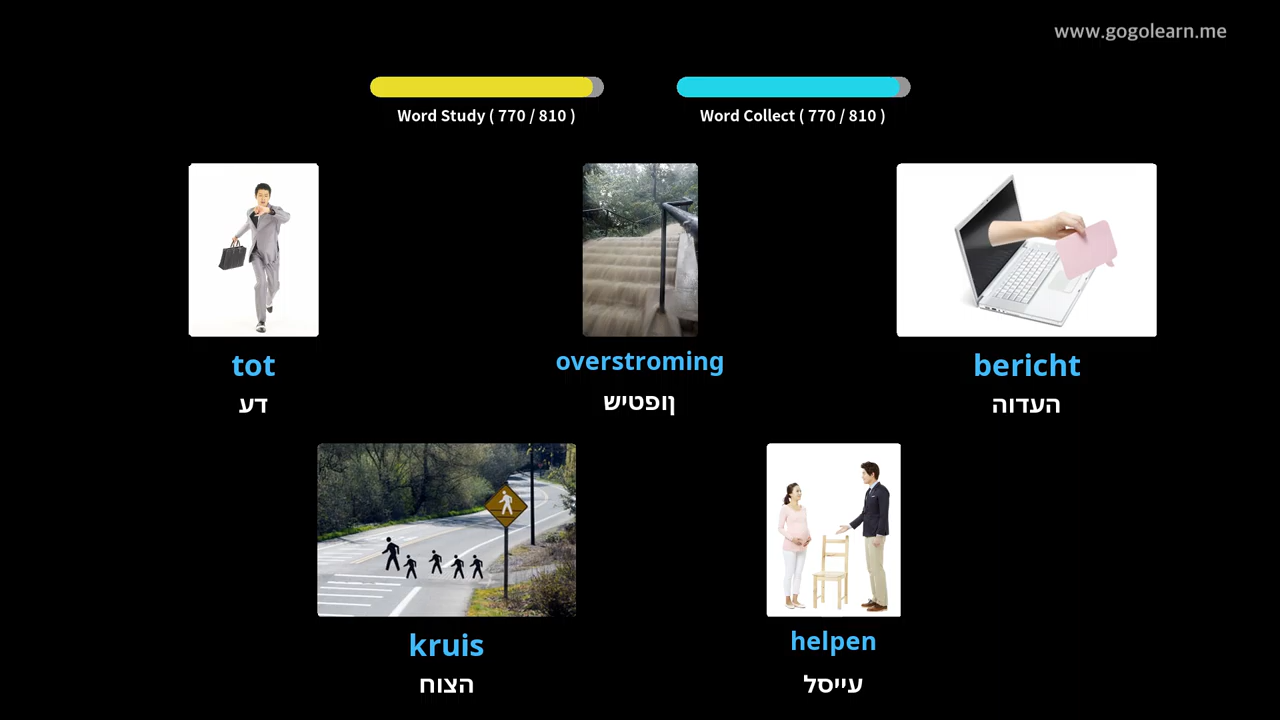 www.gogolearn.me
Word Study ( 770 / 810 )
Word Collect ( 770 / 810 )
tot
דע
overstroming
ןופטיש
bericht
העדוה
kruis
הצוח
helpen
עייסל